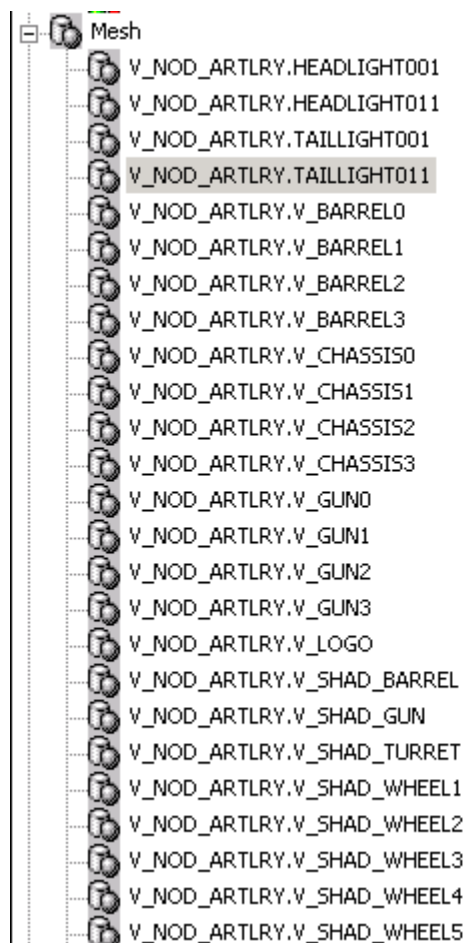 Mesh
V_NOD_ARTLRY.HEADLIGHT001
V_NOD_ARTLRY.HEADLIGHT011
V_NOD_ARTLRY.TAILLIGHT001
V_NOD_ARTLRY.TAILLIGHT011
V_NOD_ARTLRY.V_BARREL0
V_NOD_ARTLRY.V_BARREL1
V_NOD_ARTLRY.V_BARREL2
V_NOD_ARTLRY.V_BARREL3
V_NOD_ARTLRY.V_CHASSIS0
V_NOD_ARTLRY.V_CHASSIS1
V_NOD_ARTLRY.V_CHASSIS2
V_NOD_ARTLRY.V_CHASSIS3
V_NOD_ARTLRY.V_GUN0
V_NOD_ARTLRY.V_GUN1
V_NOD_ARTLRY.V_GUN2
V_NOD_ARTLRY.V_GUN3
V_NOD_ARTLRY.V_LOGO
V_NOD_ARTLRY.V_SHAD_BARREL
V_NOD_ARTLRY.V_SHAD_GUN
V_NOD_ARTLRY.V_SHAD_TURRET
V_NOD_ARTLRY.V_SHAD_WHEEL1
V_NOD_ARTLRY.V_SHAD_WHEEL2
V_NOD_ARTLRY.V_SHAD_WHEEL3
V_NOD_ARTLRY.V_SHAD_WHEEL4
V_NOD_ARTLRY.V_SHAD_WHEEL5